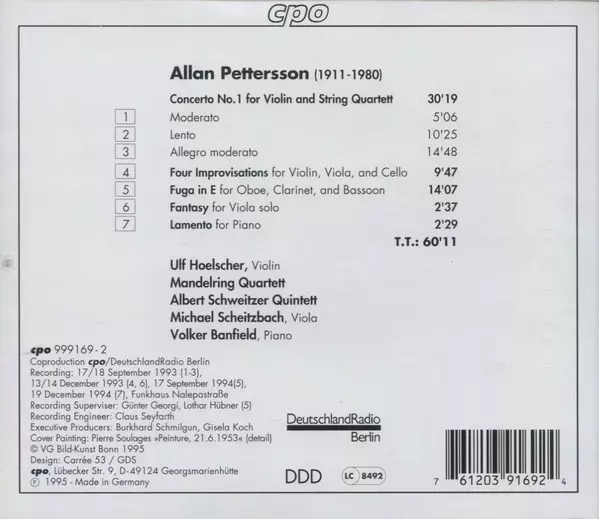 cpo
Allan Pettersson (1911-1980)
Concerto No.1 for Violin and String Quartett 30'19
1 Moderato 5'06
2 Lento 10'25
3 Allegro moderato 14'48
4 Four Improvisations for Violin, Viola, and Cello 9'47
5 Fuga in E for Oboe, Clarinet, and Bassoon 14'07
6 Fantasy for Viola solo 2'37
7 Lamento for Piano 2'29
T.T.: 60'11
Ulf Hoelscher, Violin
Mandelring Quartett
Albert Schweitzer Quintett
Michael Scheitzbach, Viola
Volker Banfield, Piano
cpo 999169-2
Coproduction cpo/DeutschlandRadio Berlin
Recording: 17/18 September 1993 (1-3),
13/14 December 1993 (4, 6), 17 September 1994(5),
19 December 1994 (7), Funkhaus Nalepastraße
Recording Superviser: Günter Georgi, Lothar Hübner (5)
Recording Engineer: Claus Seyfarth
Executive Producers: Burkhard Schmilgun, Gisela Koch
Cover Painting: Pierre Soulages »Peinture, 21.6.1953« (detail)
© VG Bild-Kunst Bonn 1995
Design: Carrée 53 / GDS
cpo, Lübecker Str. 9, D-49124 Georgsmarienhütte
℗ 1995 - Made in Germany
DeutschlandRadio
Berlin
DDD
LC 8492
7 61203 91692 4